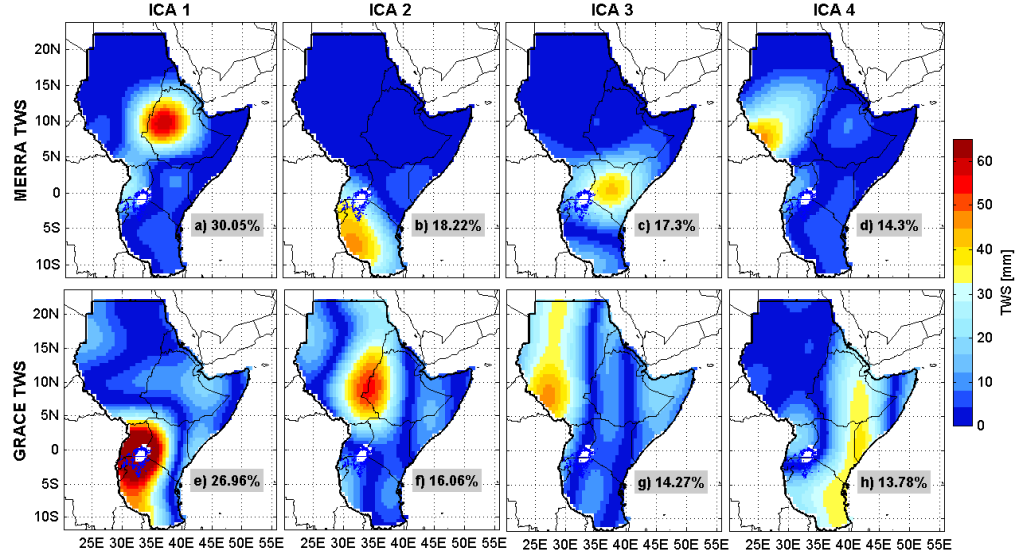 ICA 1 ICA 2 ICA 3 ICA 4
MERRA TWS
20N
15N
10N
5N
0
5S
10S
a) 30.05%
b) 18.22%
c) 17.3%
d) 14.3%
GRACE TWS
20N
15N
10N
5N
0
5S
10S
e) 26.96%
f) 16.06%
g) 14.27%
h) 13.78%
25E 30E 35E 40E 45E 50E 55E
25E 30E 35E 40E 45E 50E 55E
25E 30E 35E 40E 45E 50E 55E
25E 30E 35E 40E 45E 50E 55E
60
50
40
30
20
10
0
TWS [mm]